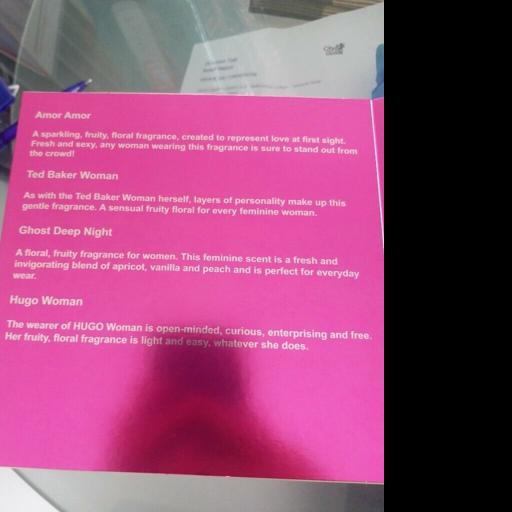 Amor Amor
A sparkling, fruity, floral fragrance, created to represent love at first sight.
Fresh and sexy, any woman wearing this fragrance is sure to stand out from
the crowd!
Ted Baker Woman
As with the Ted Baker Woman herself, layers of personality make up this
gentle fragrance. A sensual fruity floral for every feminine woman.
Ghost Deep Night
A floral, fruity fragrance for women. This feminine scent is a fresh and
invigorating blend of apricot, vanilla and peach and is perfect for everyday
wear.
Hugo Woman
The wearer of HUGO Woman is open-minded, curious, enterprising and free.
Her fruity, floral fragrance is light and easy, whatever she does.